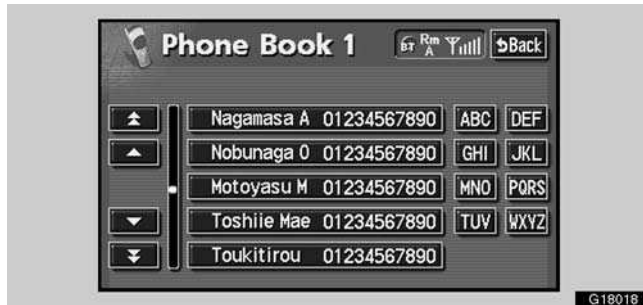 Phone Book 1 BT Rm A Back
Nagamasa A 01234567890 ABC DEF
Nobunaga O 01234567890 GHI JKL
Motoyasu M 01234567890 MNO PQRS
Toshiie Mae 01234567890 TUV WXYZ
Toukitirou 01234567890
G18018